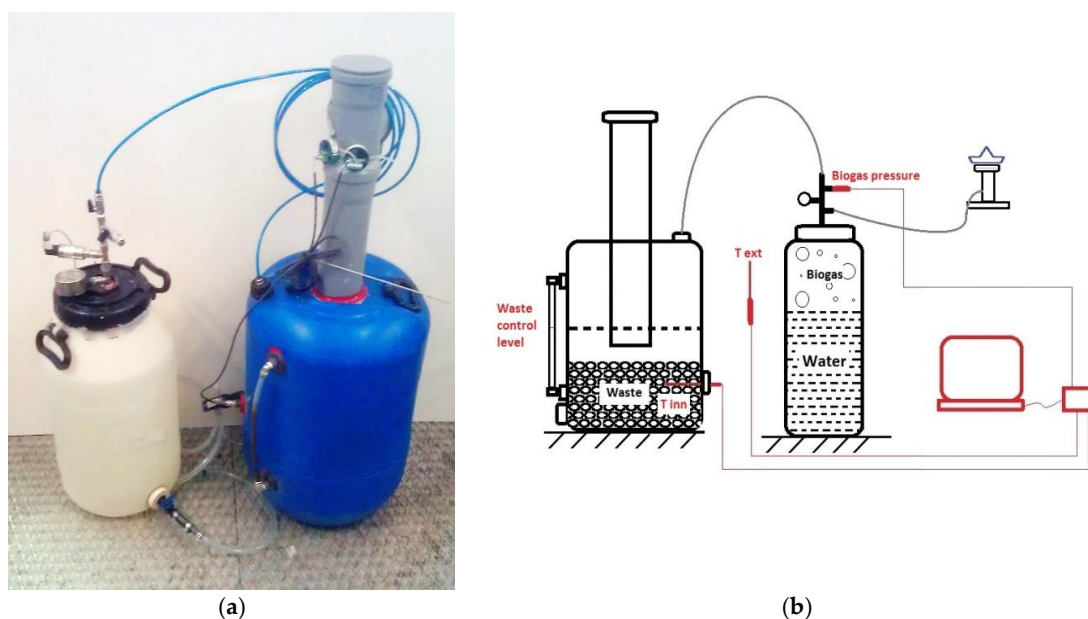 Biogas pressure
T ext
Biogas
Waste
control
level
Water
Waste
T inn
(a)
(b)